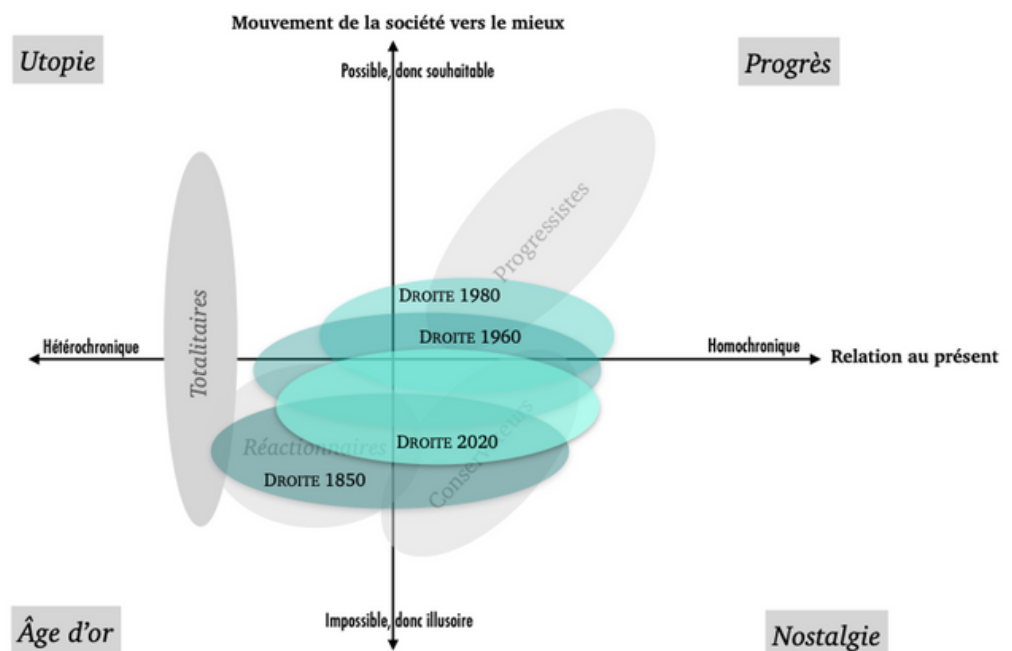 Mouvement de la société vers le mieux
Utopie
Progrès
Possible, donc souhaitable
Progressistes
DROITE 1980
DROITE 1960
Totalitaires
Hétérochronique
Homochronique
Relation au présent
Réactionnaires
DROITE 2020
Conservateurs
DROITE 1850
Impossible, donc illusoire
Âge d'or
Nostalgie